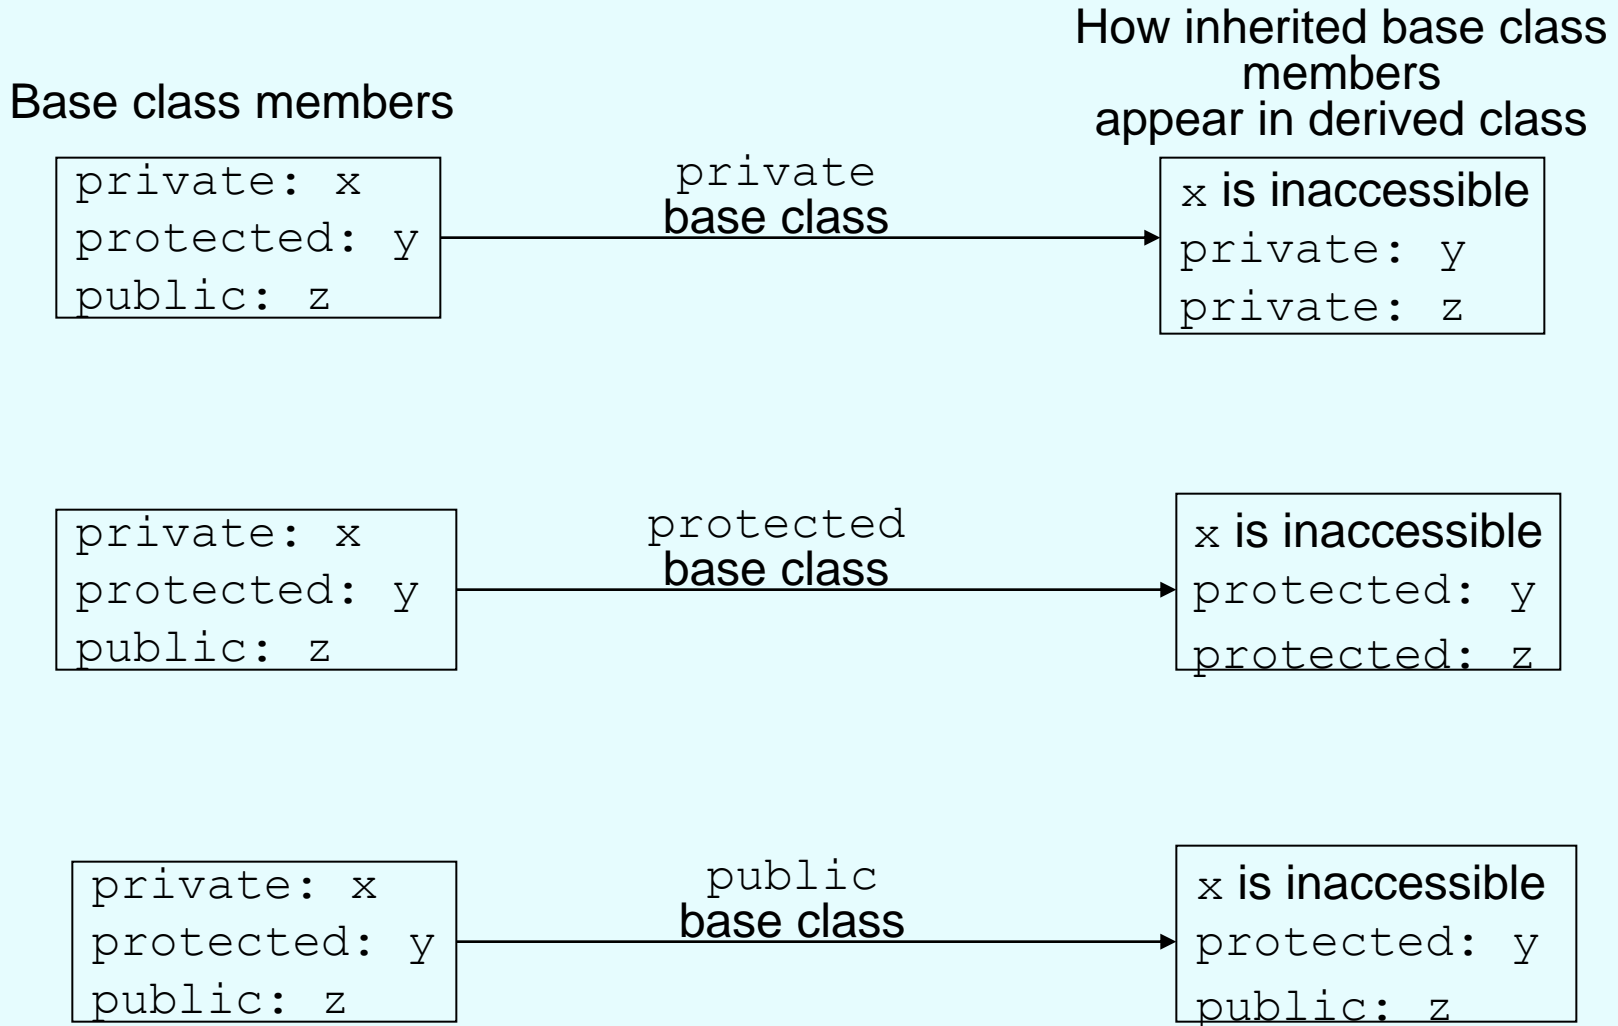 Base class members
How inherited base class
members
appear in derived class
private: x
protected: y
public: z
private
base class
x is inaccessible
private: y
private: z
private: x
protected: y
public: z
protected
base class
x is inaccessible
protected: y
protected: z
private: x
protected: y
public: z
public
base class
x is inaccessible
protected: y
public: z